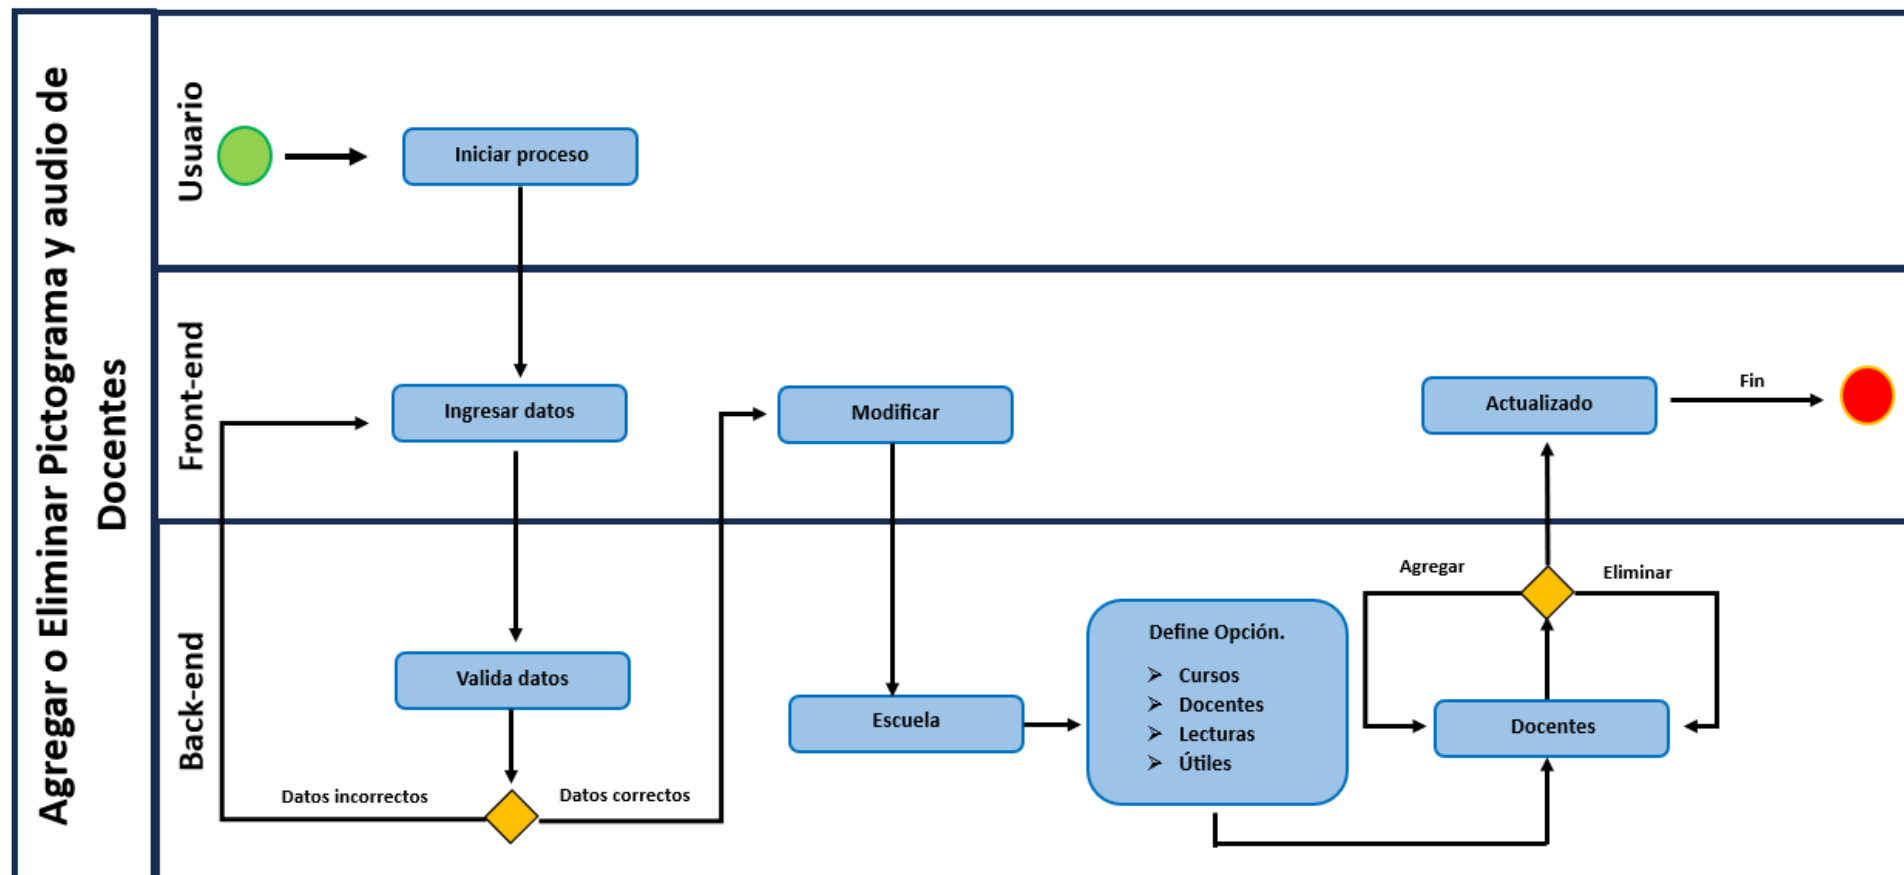 Agregar o Eliminar Pictograma y audio de
Docentes
Usuario
Iniciar proceso
Front-end
Ingresar datos
Modificar
Actualizado
Fin
Back-end
Valida datos
Datos incorrectos
Datos correctos
Escuela
Define Opción.
➢ Cursos
➢ Docentes
➢ Lecturas
➢ Útiles
Agregar
Eliminar
Docentes